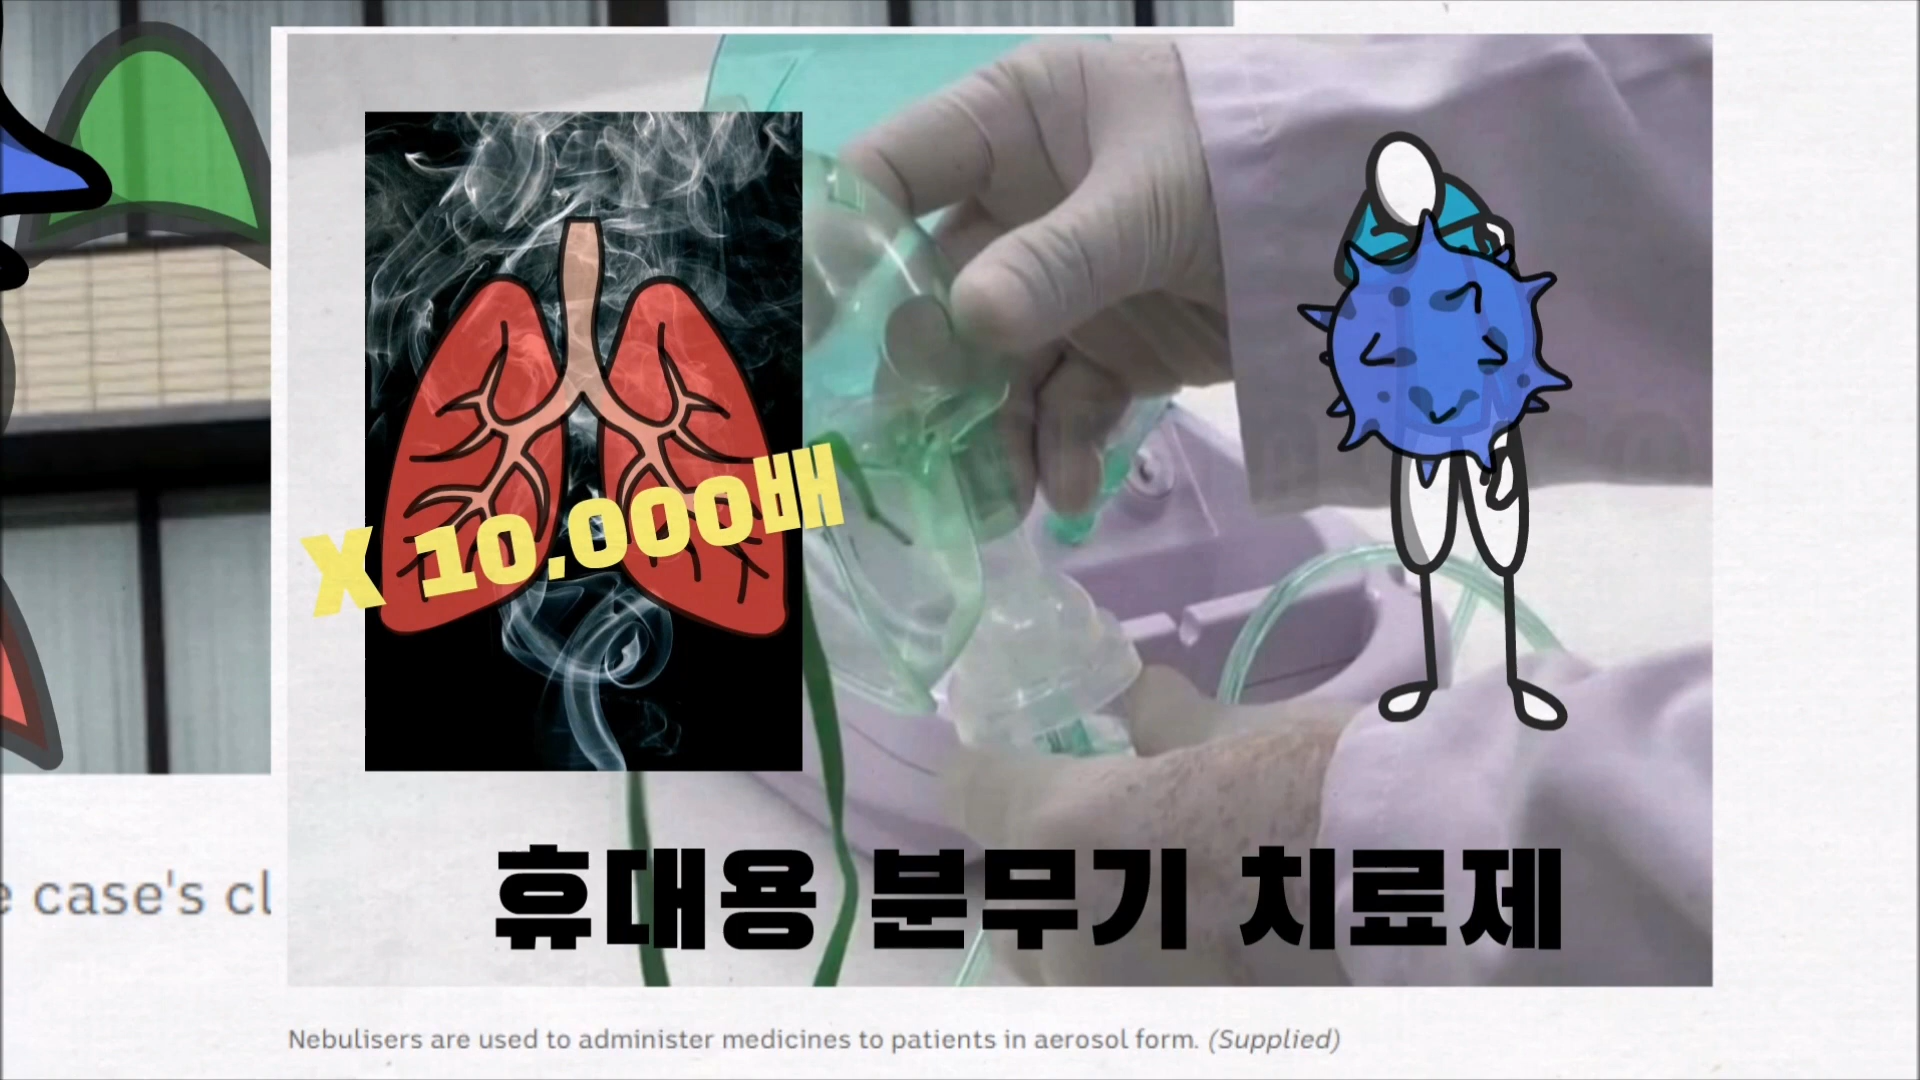 X 10,000배
휴대용 분무기 치료제
case's cl
Nebulisers are used to administer medicines to patients in aerosol form. (Supplied)